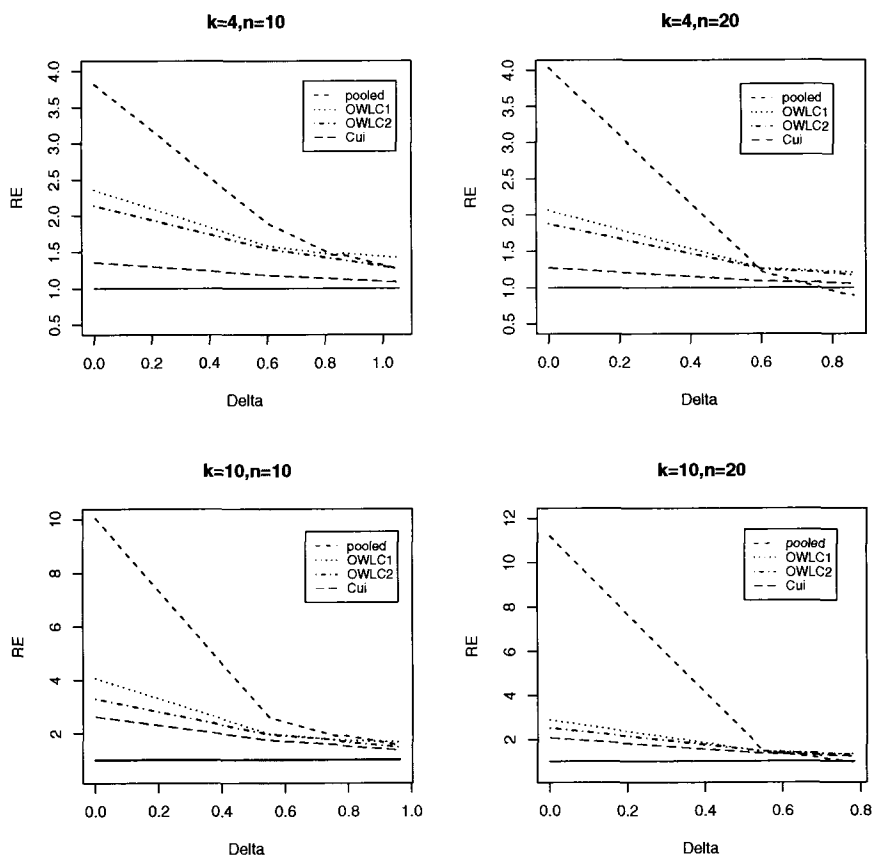 k=4,n=10
RE
4.0
3.5
3.0
2.5
2.0
1.5
1.0
0.5
pooled
OWLC1
OWLC2
Cui
0.0 0.2 0.4 0.6 0.8 1.0
Delta
k=4,n=20
RE
4.0
3.5
3.0
2.5
2.0
1.5
1.0
0.5
pooled
OWLC1
OWLC2
Cui
0.0 0.2 0.4 0.6 0.8
Delta
k=10,n=10
RE
10
8
6
4
2
pooled
OWLC1
OWLC2
Cui
0.0 0.2 0.4 0.6 0.8 1.0
Delta
k=10,n=20
RE
12
10
8
6
4
2
pooled
OWLC1
OWLC2
Cui
0.0 0.2 0.4 0.6 0.8
Delta